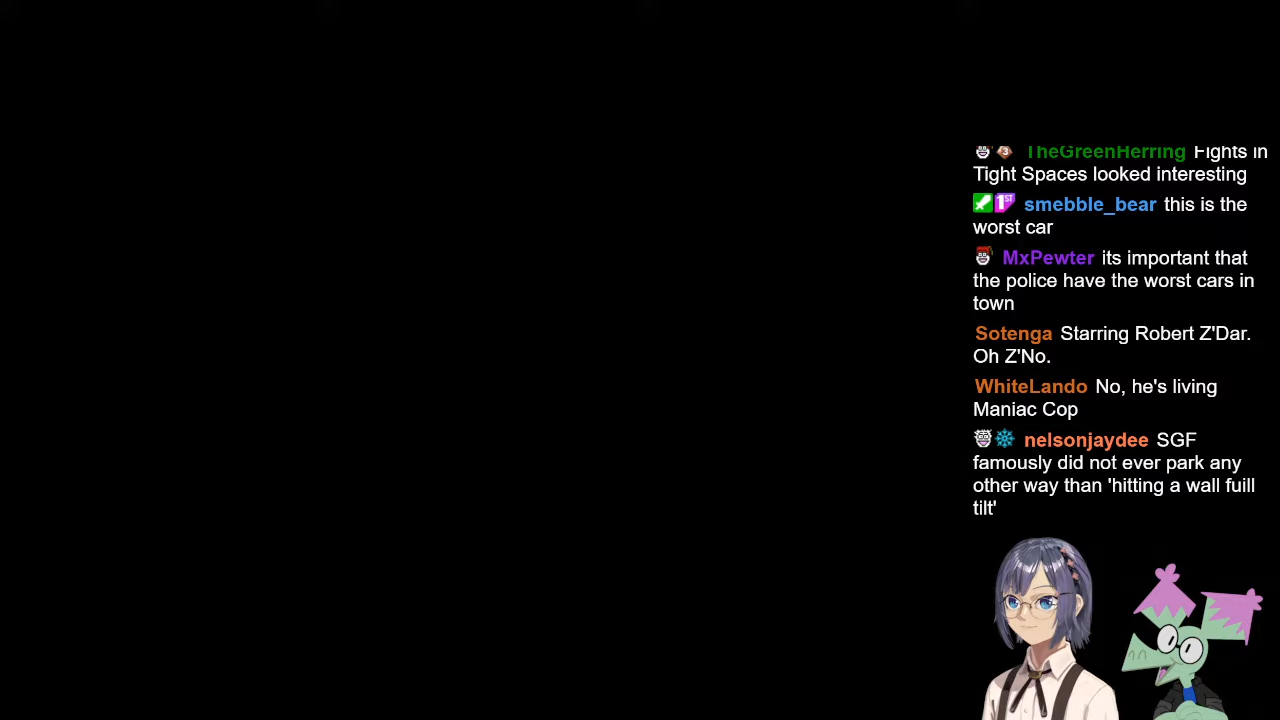 TheGreenHerring Fights in
Tight Spaces looked interesting
smebble_bear this is the
worst car
MxPewter its important that
the police have the worst cars in
town
Sotenga Starring Robert Z'Dar.
Oh Z'No.
WhiteLando No, he's living
Maniac Cop
nelsonjaydee SGF
famously did not ever park any
other way than 'hitting a wall fuill
tilt'